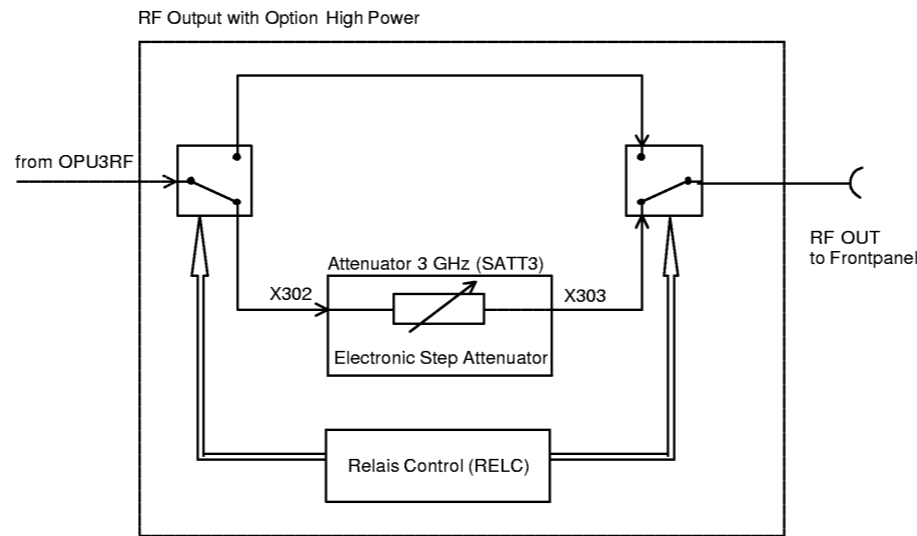 RF Output with Option High Power
from OPU3RF
RF OUT
to Frontpanel
Attenuator 3 GHz (SATT3)
X302
X303
Electronic Step Attenuator
Relais Control (RELC)